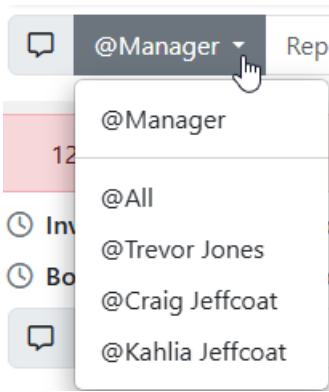 @Manager Rep
@Manager
12
@All
Inv
@Trevor Jones
Bo
@Craig Jeffcoat
@Kahlia Jeffcoat